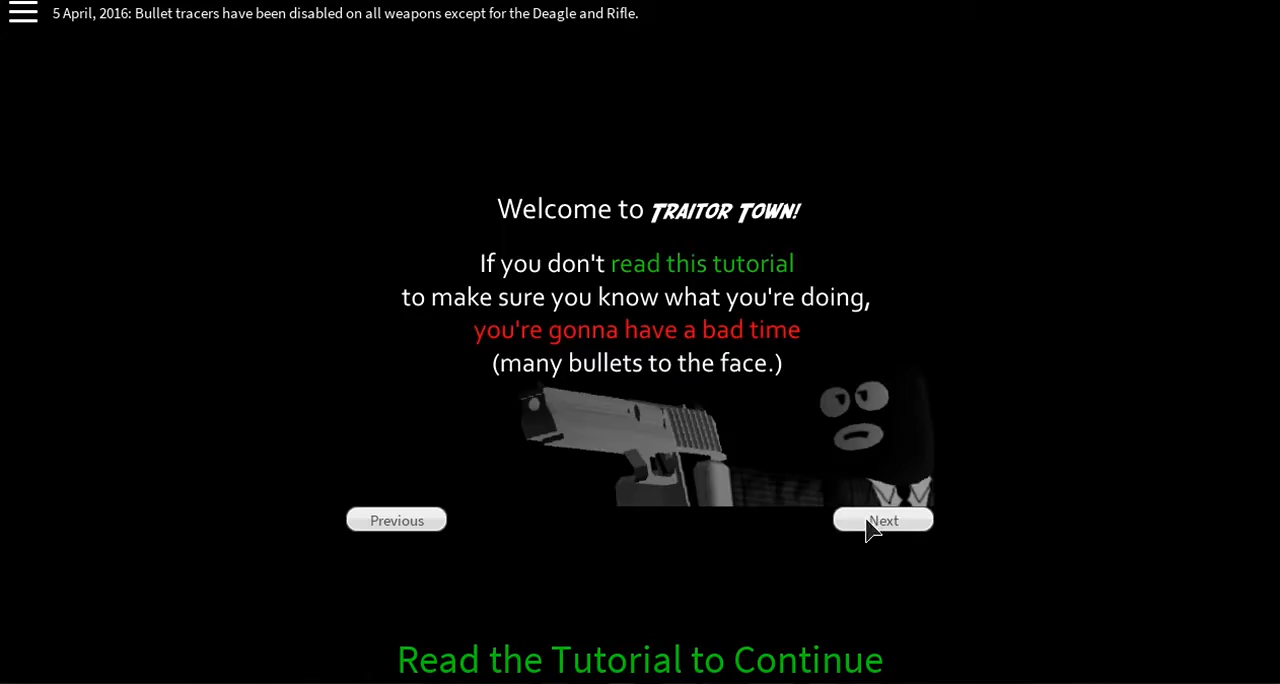 5 April, 2016: Bullet tracers have been disabled on all weapons except for the Deagle and Rifle.
Welcome to TRAITOR TOWN!
If you don't read this tutorial
to make sure you know what you're doing,
you're gonna have a bad time
(many bullets to the face.)
Previous
Next
Read the Tutorial to Continue